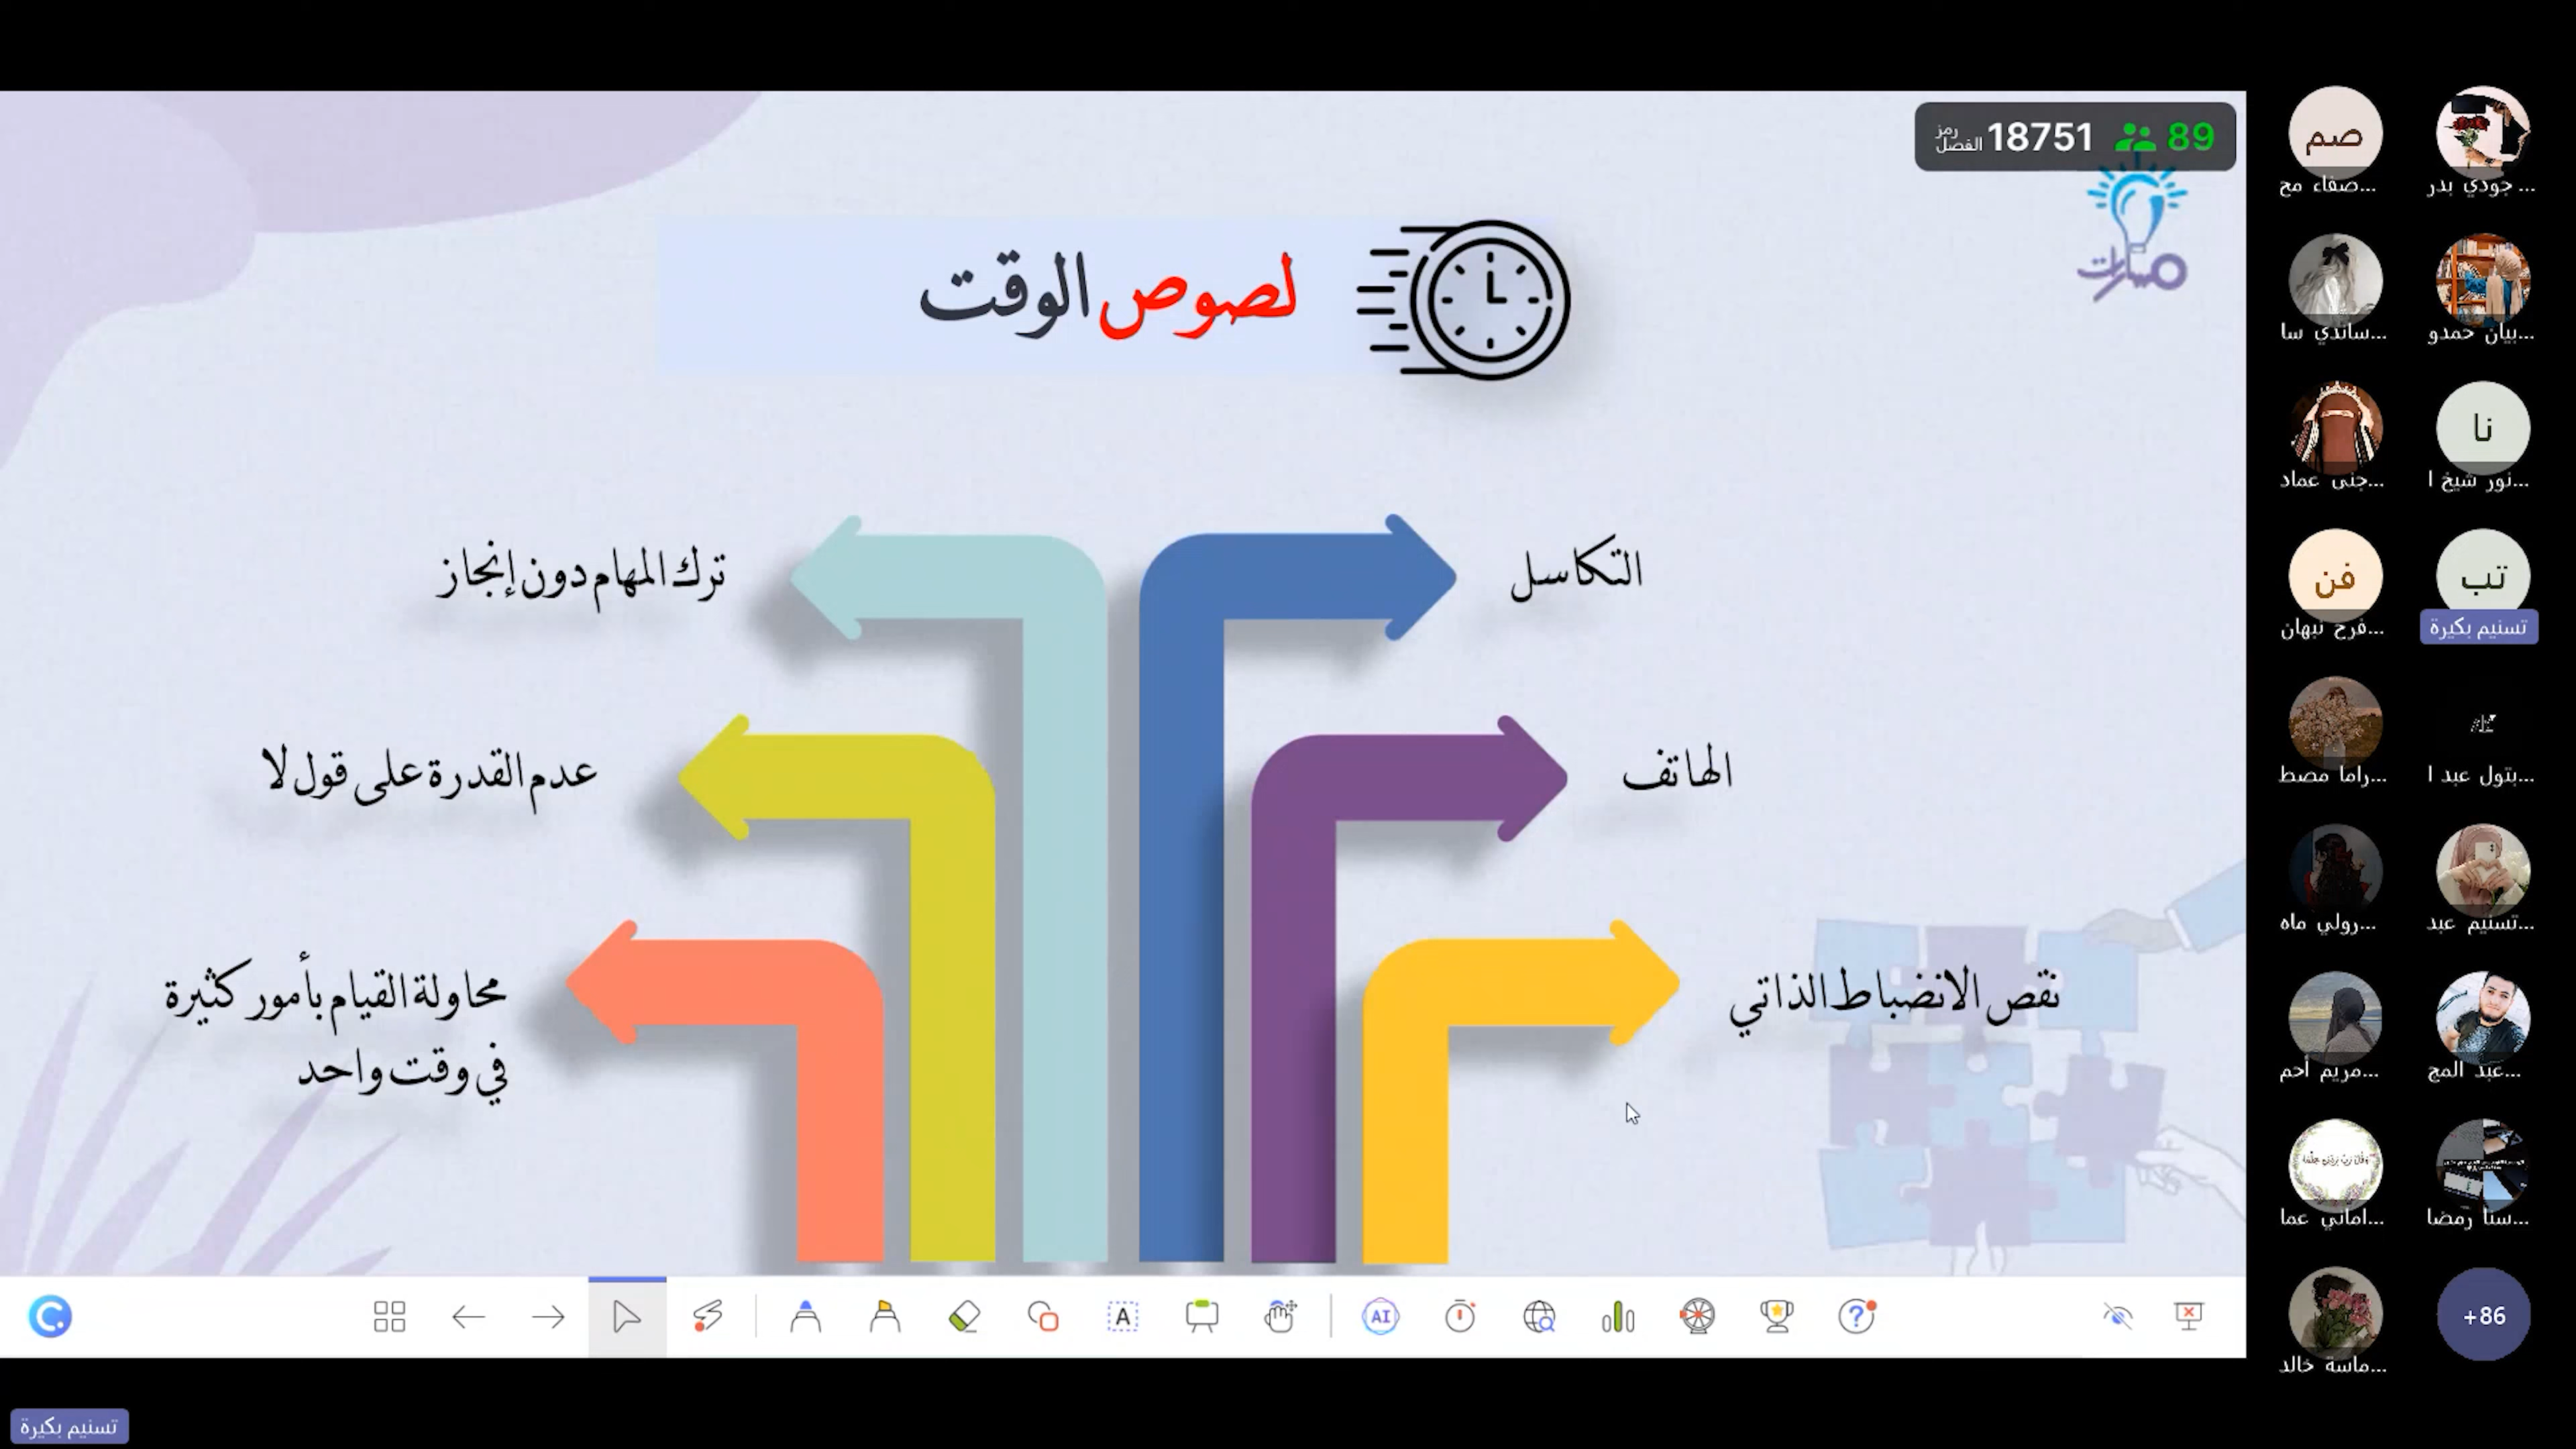 رمز الفصل 18751 89
مسارات
لصوص الوقت
التكاسل
ترك المهام دون إنجاز
الهاتف
عدم القدرة على قول لا
نقص الانضباط الذاتي
محاولة القيام بأمور كثيرة
في وقت واحد
A
AI
?
صم
صفاء مح...
جودي بدر...
ساندي سا...
بيان حمدو...
نا
جنى عماد...
نور شيخ ا...
فن
تب
فرح نبهان...
تسنيم بكيرة
راما مصط...
بتول عبد ا...
رولي ماه...
تسنيم عبد...
مريم أحم...
عبد المج...
اماني عما...
سنا رمضا...
ماسة خالد...
+86
تسنيم بكيرة